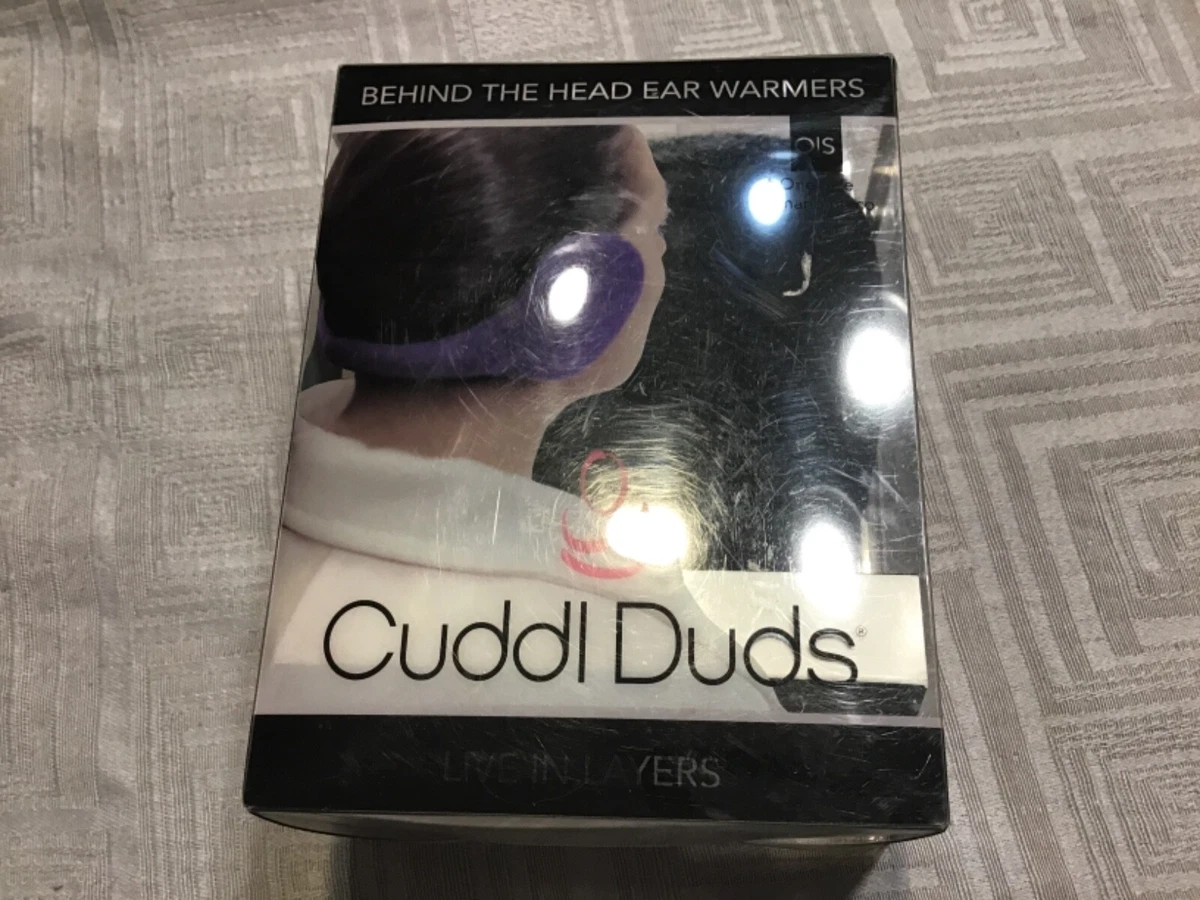 BEHIND THE HEAD EAR WARMERS
O|S
Cuddl Duds®
LIVE IN LAYERS